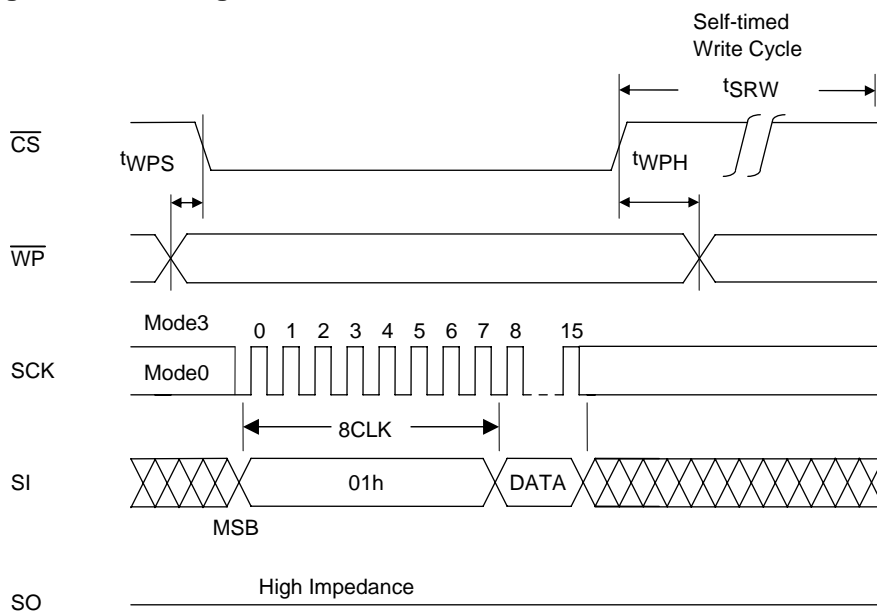 Self-timed
Write Cycle
tSRW
CS
tWPS
tWPH
WP
Mode3
0 1 2 3 4 5 6 7 8 15
SCK
Mode0
8CLK
SI
01h
DATA
MSB
High Impedance
SO